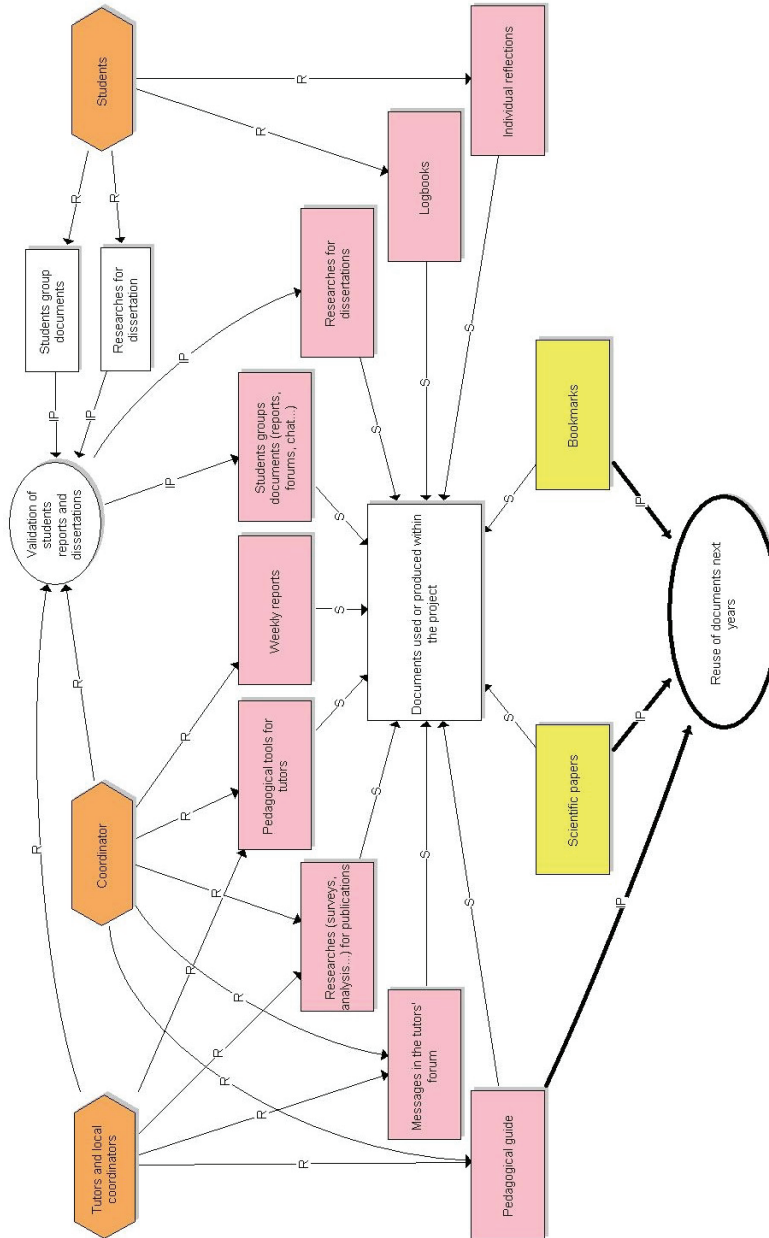 Tutors and local
coordinators
Coordinator
Validation of
students
reports and
dissertations
Students group
documents
Researches for
dissertation
Students
R
R
IP
IP
R
R
R
R
R
R
R
R
R
R
R
R
R
R
IP
IP
Pedagogical tools for
tutors
Weekly reports
Students groups
documents (reports,
forums, chat...)
Researches for
dissertations
Researches (surveys,
analysis...) for publications
Messages in the tutors'
forum
Logbooks
Pedagogical guide
Individual reflections
S
S
S
S
S
S
S
S
S
Documents used or produced within
the project
S
S
Scientific papers
Bookmarks
IP
IP
IP
Reuse of documents next
years